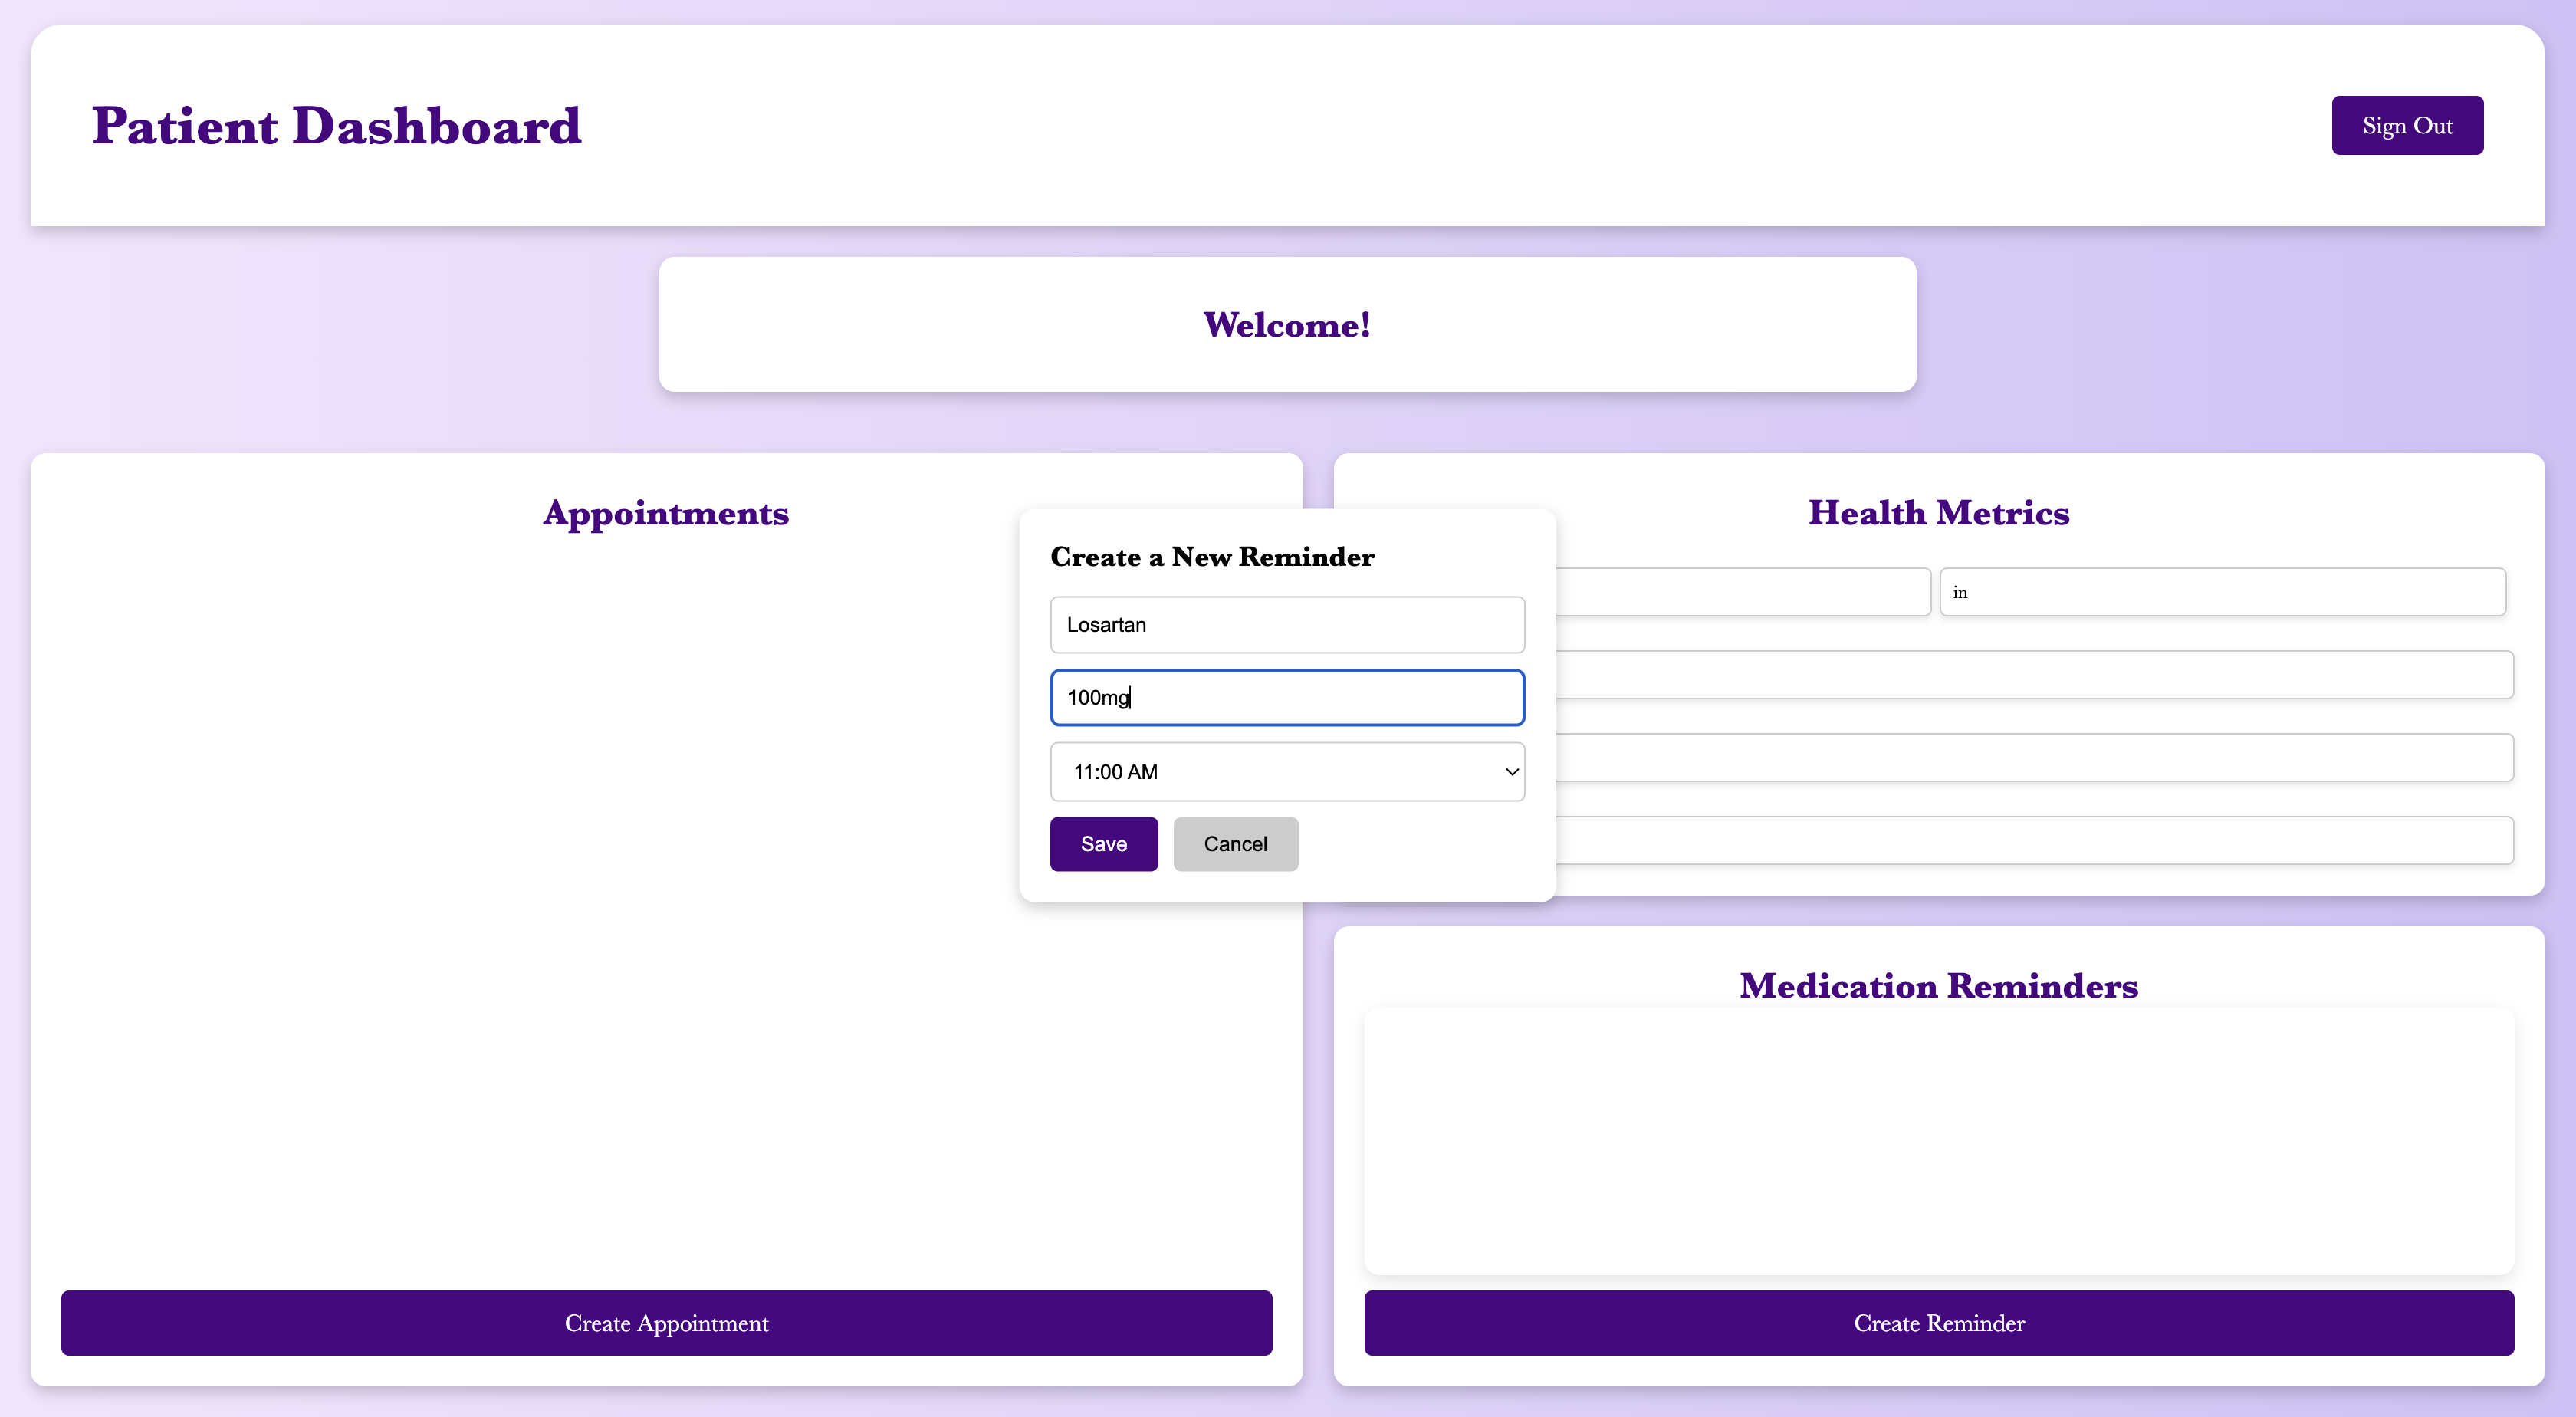 Patient Dashboard
Sign Out
Welcome!
Appointments
Health Metrics
Create a New Reminder
Losartan
in
100mg
11:00 AM
Save
Cancel
Medication Reminders
Create Appointment
Create Reminder